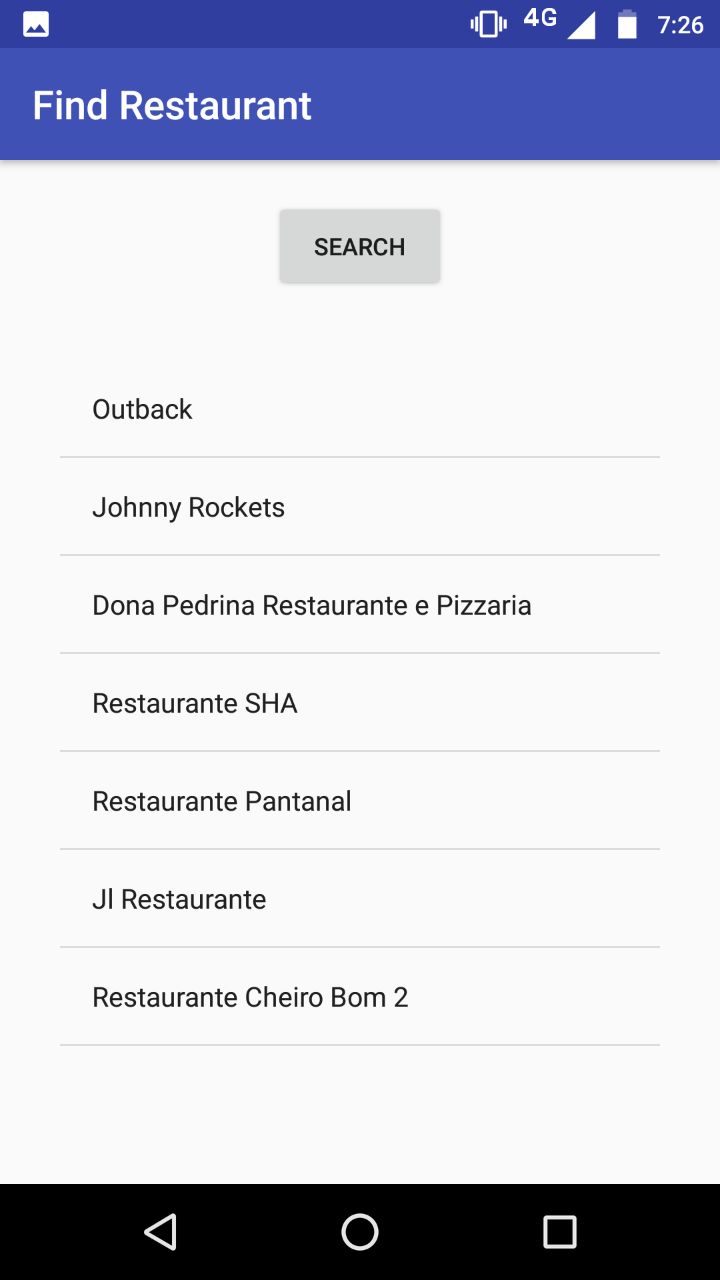 4G 7:26
Find Restaurant
SEARCH
Outback
Johnny Rockets
Dona Pedrina Restaurante e Pizzaria
Restaurante SHA
Restaurante Pantanal
Jl Restaurante
Restaurante Cheiro Bom 2